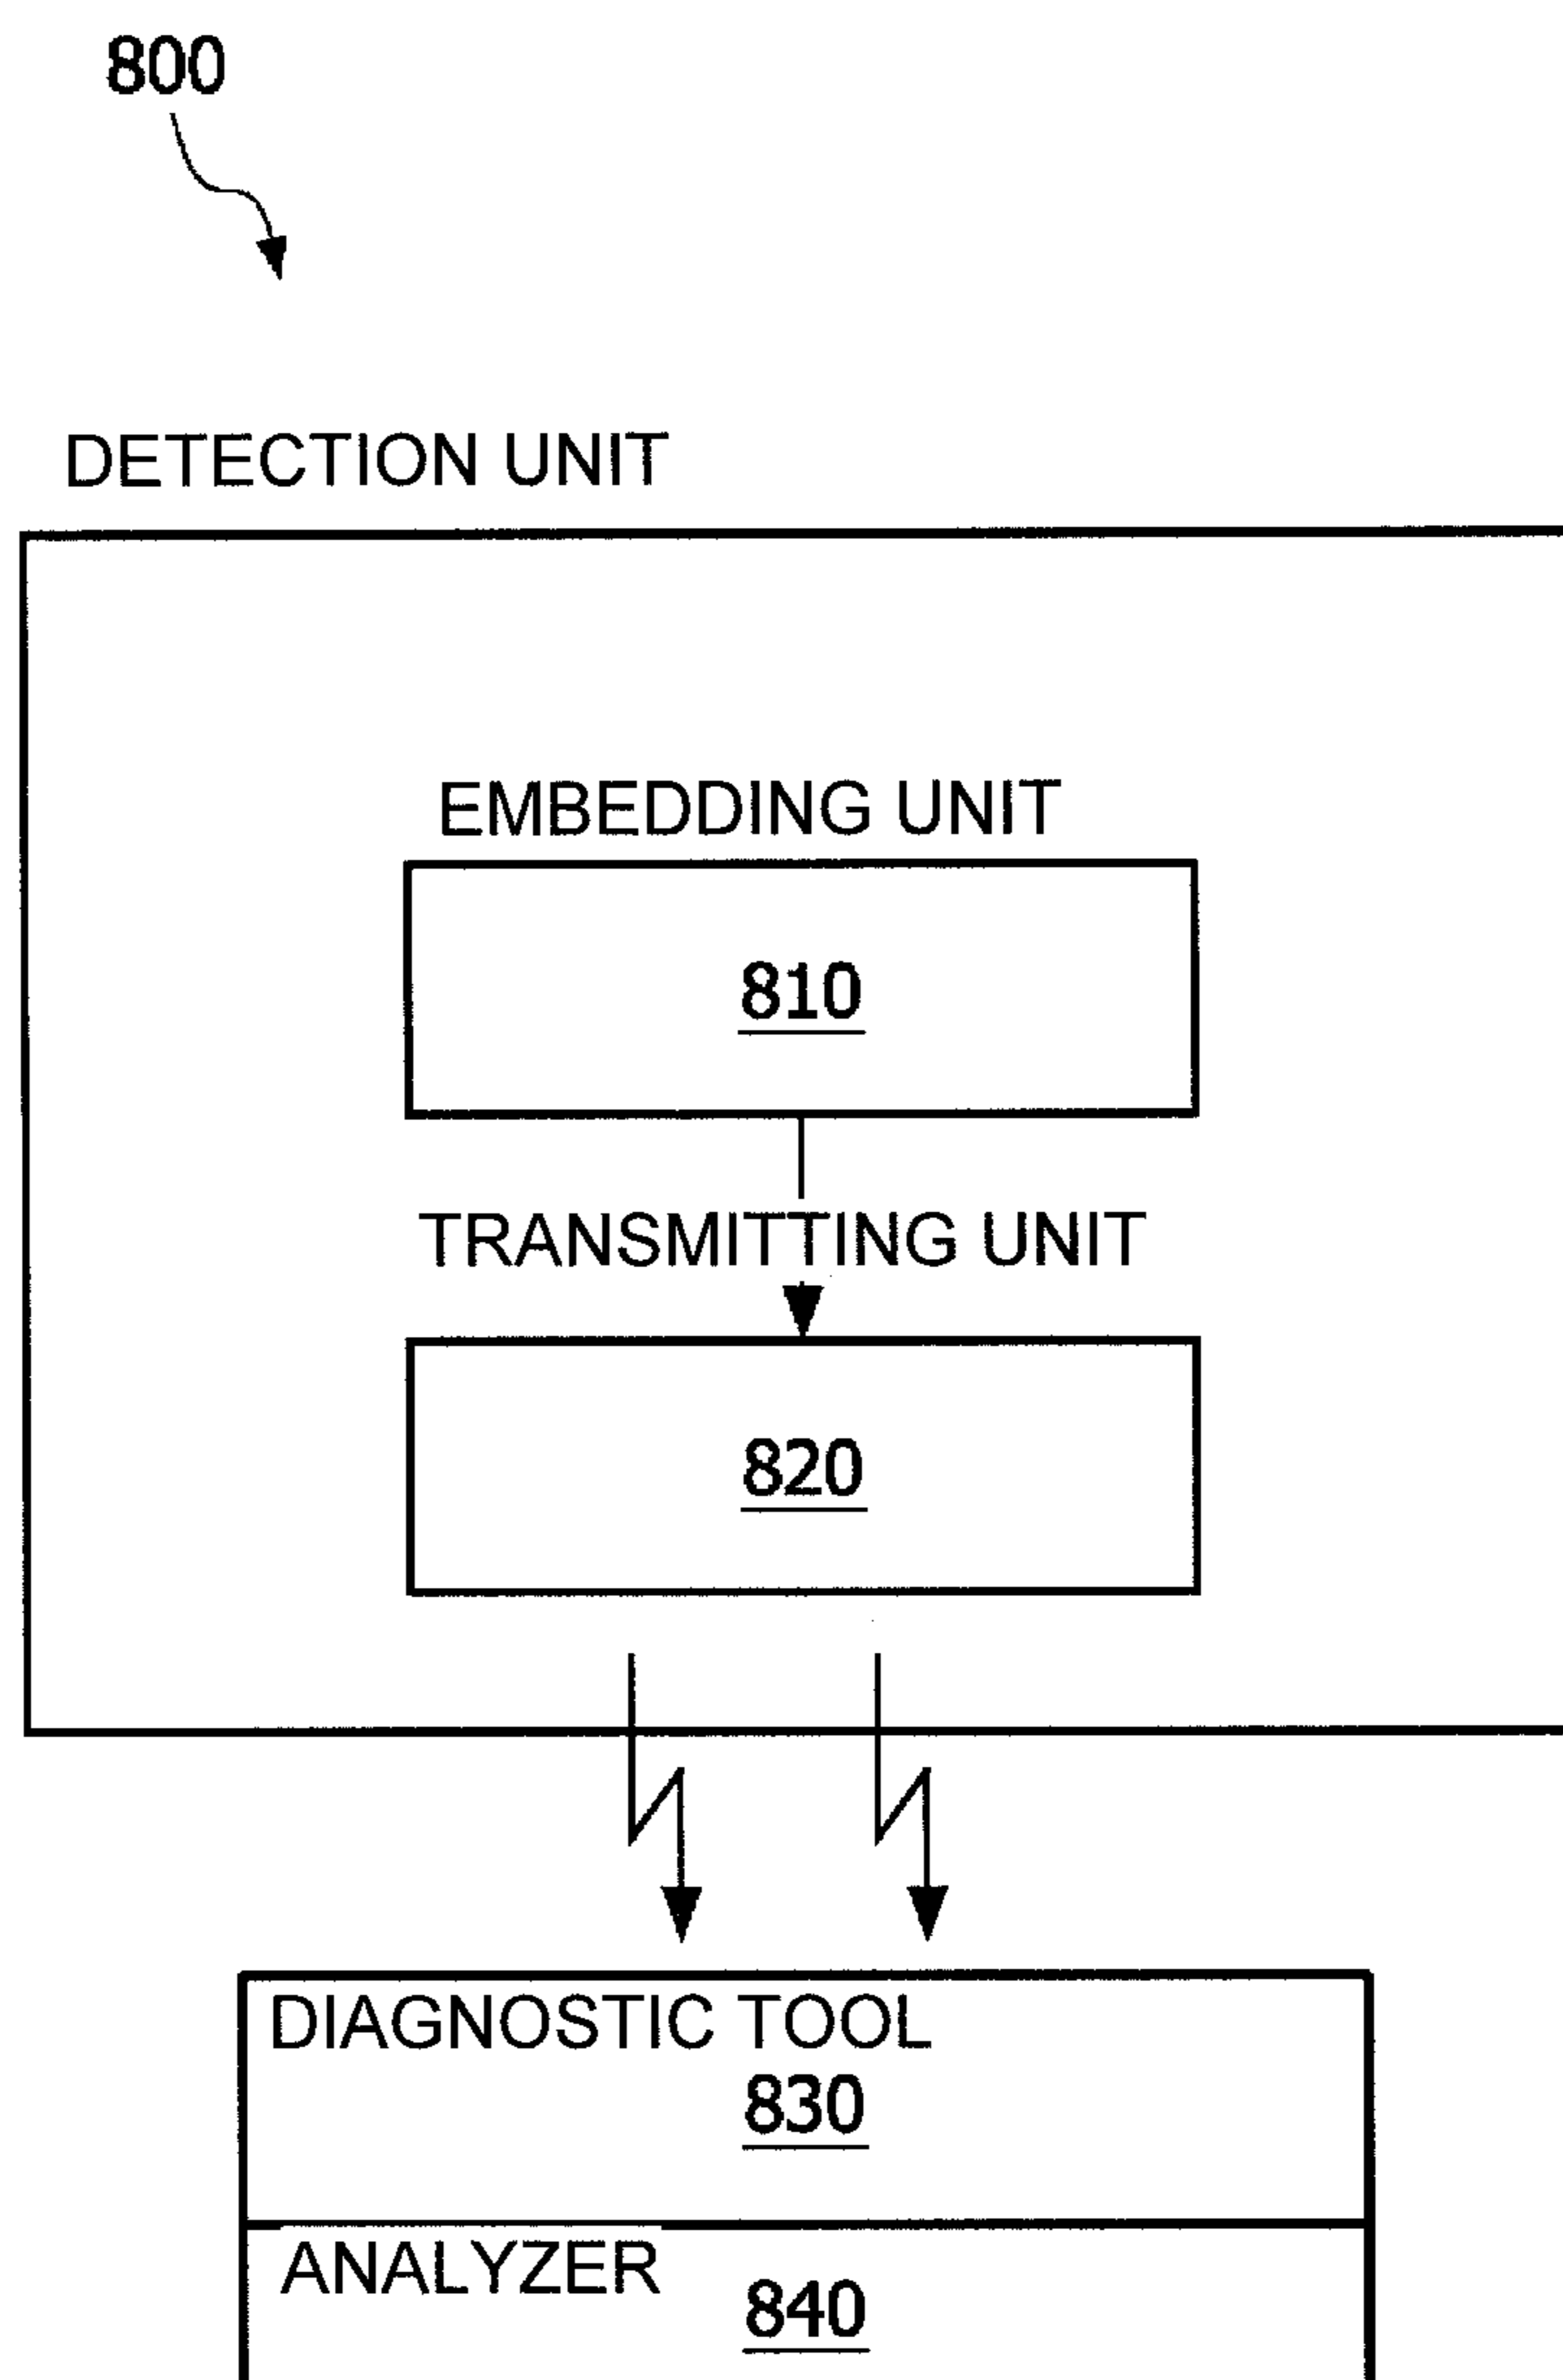 800
DETECTION UNIT
EMBEDDING UNIT
810
TRANSMITTING UNIT
820
DIAGNOSTIC TOOL
830
ANALYZER
840